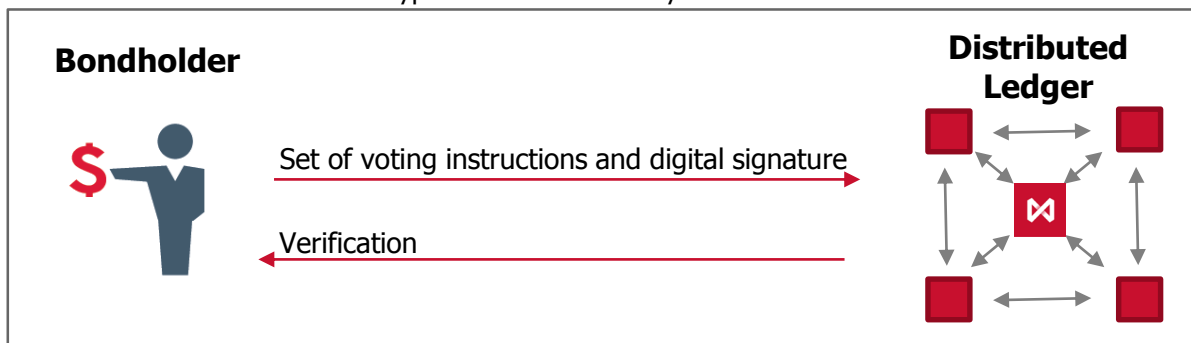 Bondholder
Distributed
Ledger
$
Set of voting instructions and digital signature
Verification